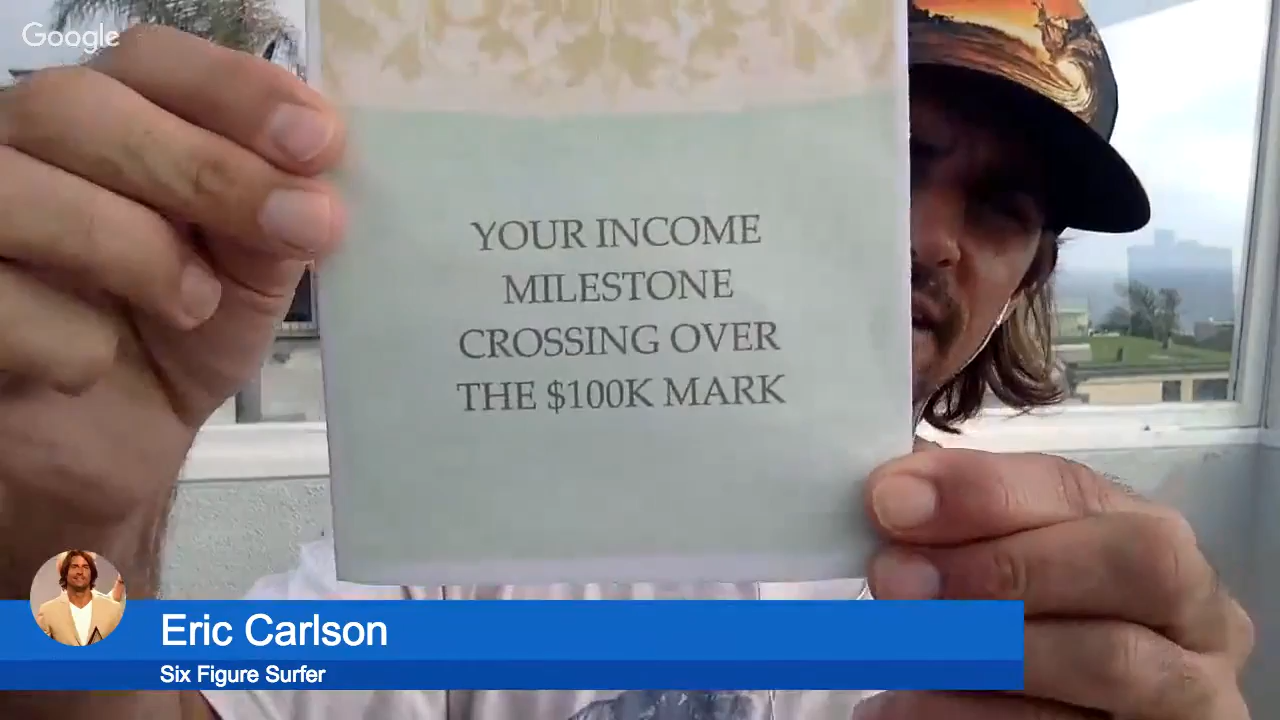 Google
YOUR INCOME
MILESTONE
CROSSING OVER
THE $100K MARK
Eric Carlson
Six Figure Surfer